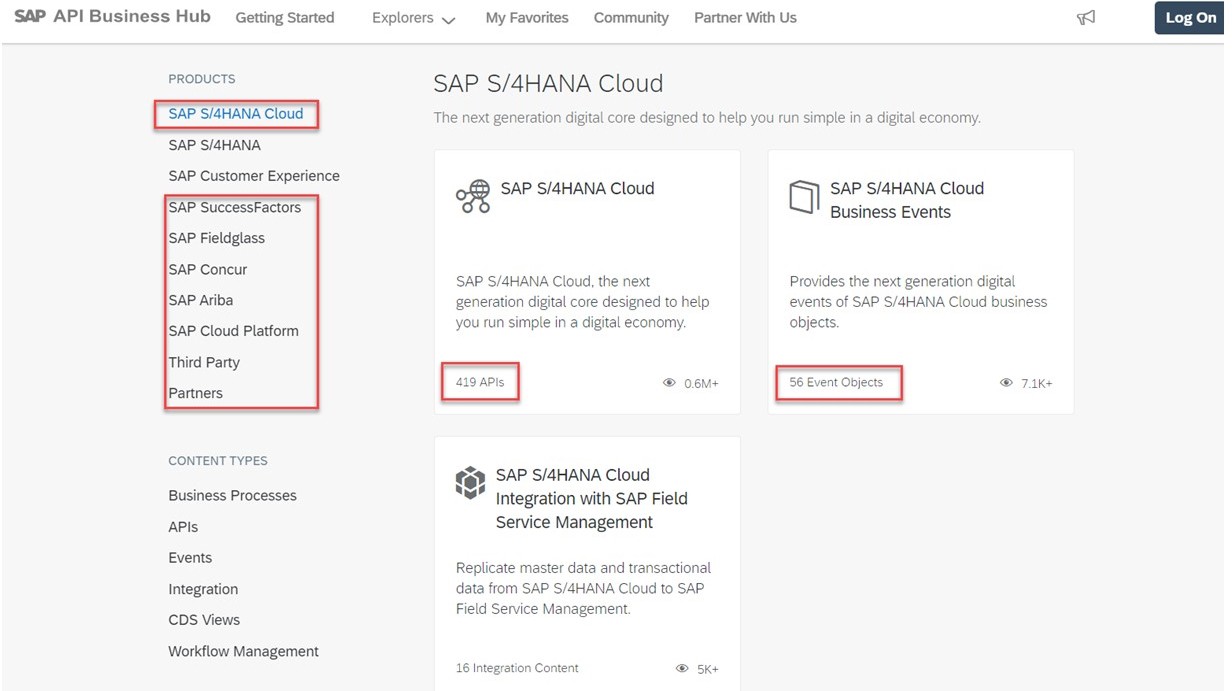 SAP API Business Hub Getting Started Explorers My Favorites Community Partner With Us Log On
PRODUCTS
SAP S/4HANA Cloud
SAP S/4HANA
SAP Customer Experience
SAP SuccessFactors
SAP Fieldglass
SAP Concur
SAP Ariba
SAP Cloud Platform
Third Party
Partners
CONTENT TYPES
Business Processes
APIs
Events
Integration
CDS Views
Workflow Management
SAP S/4HANA Cloud
The next generation digital core designed to help you run simple in a digital economy.
SAP S/4HANA Cloud
SAP S/4HANA Cloud, the next
generation digital core designed to help
you run simple in a digital economy.
419 APIs 0.6M+
SAP S/4HANA Cloud
Business Events
Provides the next generation digital
events of SAP S/4HANA Cloud business
objects.
56 Event Objects 7.1K+
SAP S/4HANA Cloud
Integration with SAP Field
Service Management
Replicate master data and transactional
data from SAP S/4HANA Cloud to SAP
Field Service Management.
16 Integration Content 5K+